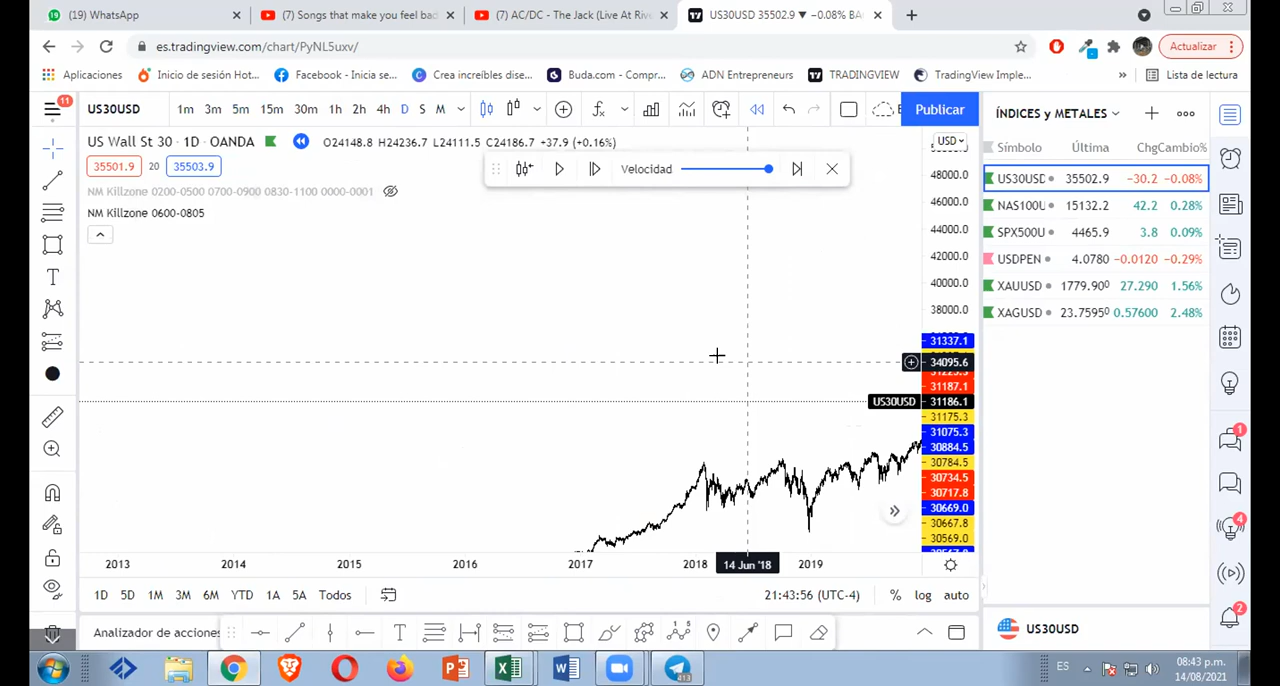 (19) WhatsApp
(7) Songs that make you feel bad
(7) AC/DC - The Jack (Live At Rive
US30USD 35502.9 ▼ −0.08% BA
es.tradingview.com/chart/PyNL5uxv/
Actualizar
Aplicaciones
Inicio de sesión Hot...
Facebook - Inicia se...
Crea increíbles dise...
Buda.com - Compr...
ADN Entrepreneurs
TRADINGVIEW
TradingView Imple...
»
Lista de lectura
11
US30USD
1m 3m 5m 15m 30m 1h 2h 4h D S M
Publicar
ÍNDICES y METALES
US Wall St 30 · 1D · OANDA
O24148.8 H24236.7 L24111.5 C24186.7 +37.9 (+0.16%)
USD
Símbolo Última Chg Cambio%
35501.9 20 35503.9
Velocidad
NM Killzone 0200-0500 0700-0900 0830-1100 0000-0001
NM Killzone 0600-0805
US30USD 35502.9 −30.2 −0.08%
NAS100U 15132.2 42.2 0.28%
SPX500U 4465.9 3.8 0.09%
USDPEN 4.0780 −0.0120 −0.29%
XAUUSD 1779.900 27.290 1.56%
XAGUSD 23.75950 0.57600 2.48%
48000.0
46000.0
44000.0
42000.0
40000.0
38000.0
31337.1
34095.6
31187.1
US30USD 31186.1
31175.3
31075.3
30884.5
30784.5
30734.5
30717.8
30669.0
30667.8
30569.0
1
4
2
2013 2014 2015 2016 2017 2018 14 Jun '18 2019
1D 5D 1M 3M 6M YTD 1A 5A Todos
21:43:56 (UTC-4) % log auto
Analizador de acciones
US30USD
413
ES
08:43 p.m.
14/08/2021